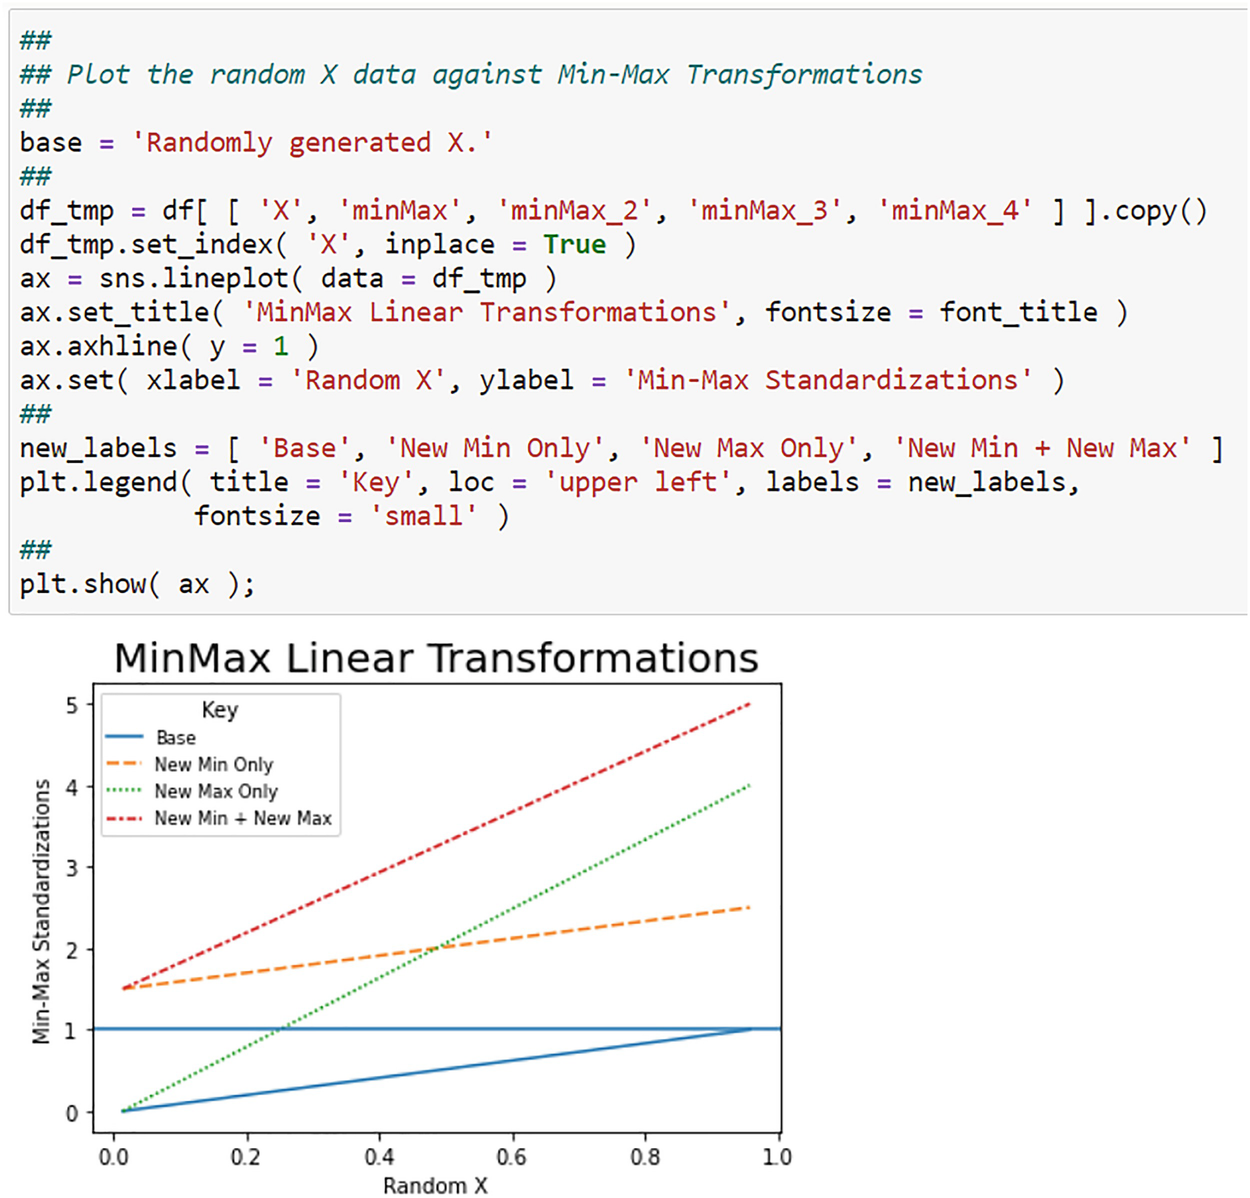 ##
## Plot the random X data against Min-Max Transformations
##
base = 'Randomly generated X.'
##
df_tmp = df[ [ 'X', 'minMax', 'minMax_2', 'minMax_3', 'minMax_4' ] ].copy()
df_tmp.set_index( 'X', inplace = True )
ax = sns.lineplot( data = df_tmp )
ax.set_title( 'MinMax Linear Transformations', fontsize = font_title )
ax.axhline( y = 1 )
ax.set( xlabel = 'Random X', ylabel = 'Min-Max Standardizations' )
##
new_labels = [ 'Base', 'New Min Only', 'New Max Only', 'New Min + New Max' ]
plt.legend( title = 'Key', loc = 'upper left', labels = new_labels,
           fontsize = 'small' )
##
plt.show( ax );
MinMax Linear Transformations
Key
Base
New Min Only
New Max Only
New Min + New Max
Min-Max Standardizations
5
4
3
2
1
0
0.0 0.2 0.4 0.6 0.8 1.0
Random X